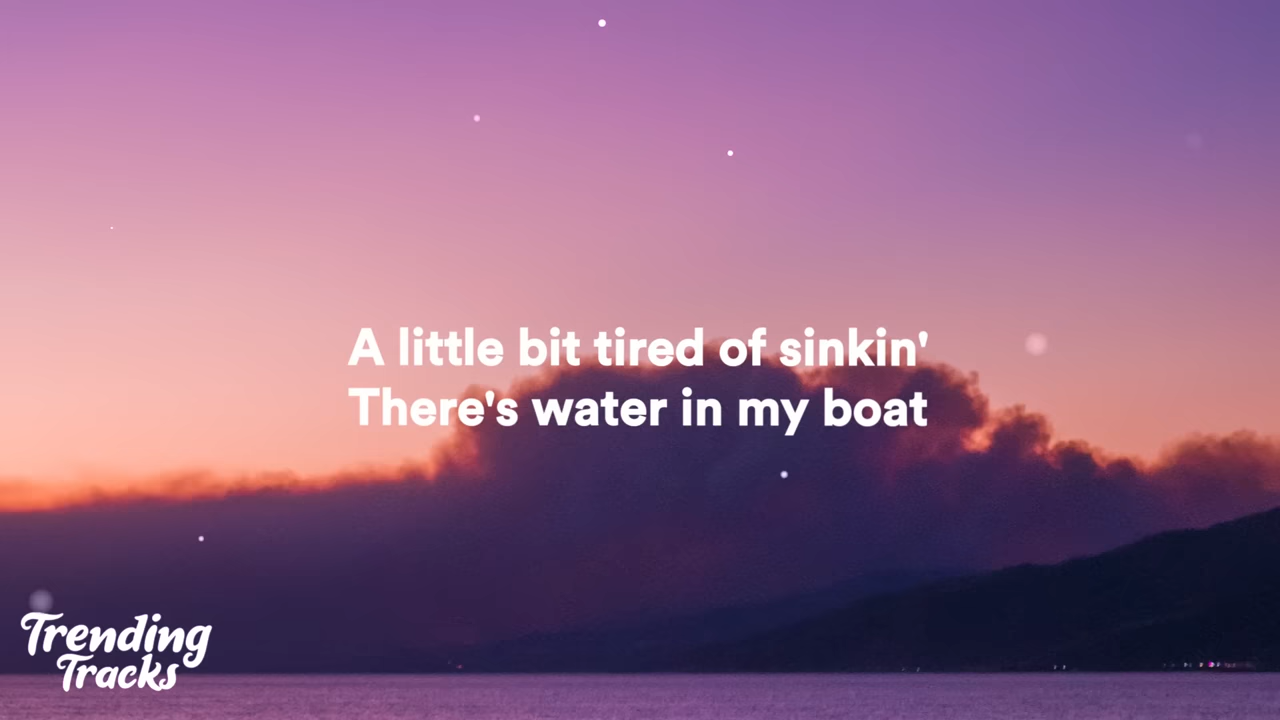 A little bit tired of sinkin'
There's water in my boat
Trending
Tracks